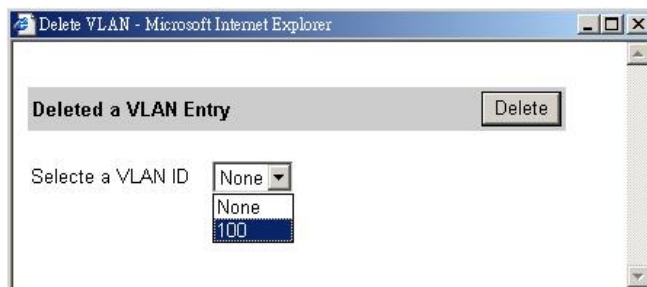 Delete VLAN - Microsoft Internet Explorer
Deleted a VLAN Entry
Delete
Selecte a VLAN ID
None
None
100